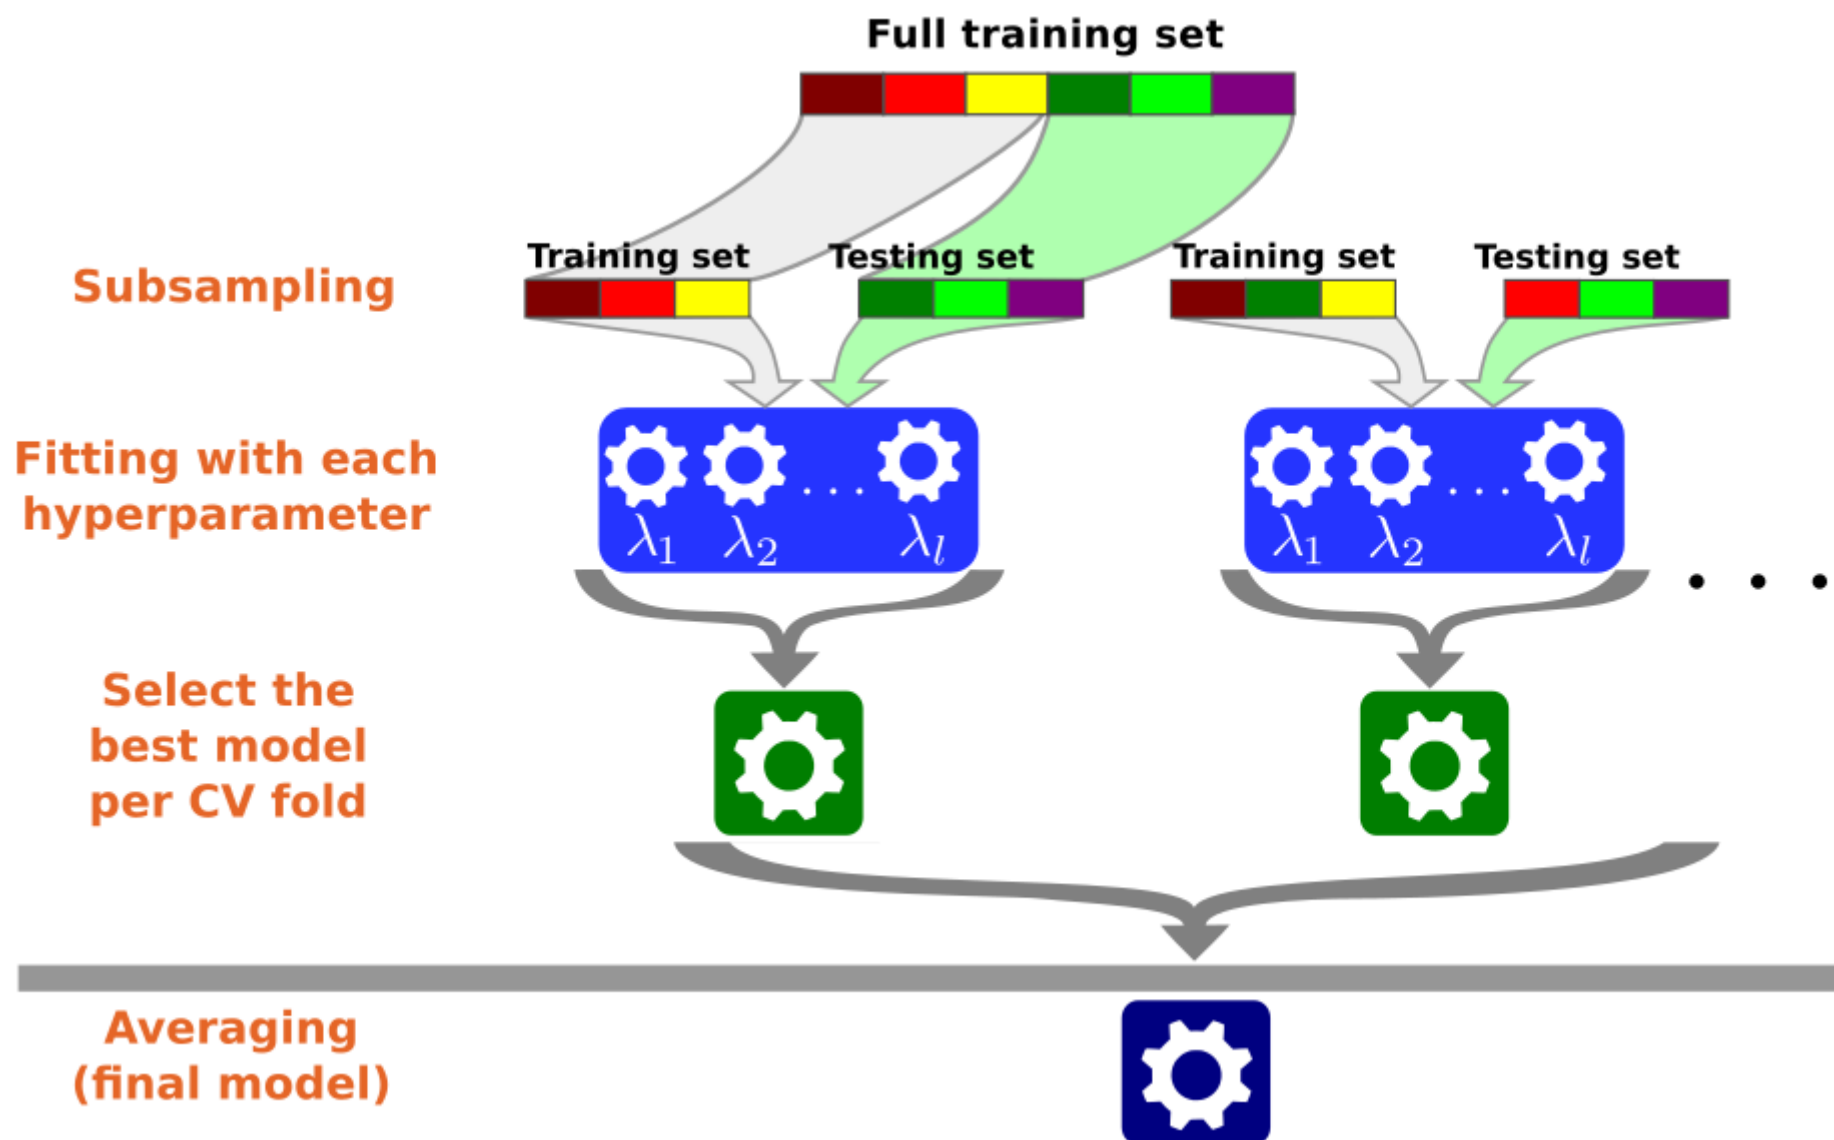 Full training set
Subsampling
Training set
Testing set
Training set
Testing set
Fitting with each
hyperparameter
λ1 λ2 ... λl
λ1 λ2 ... λl
. . .
Select the
best model
per CV fold
Averaging
(final model)